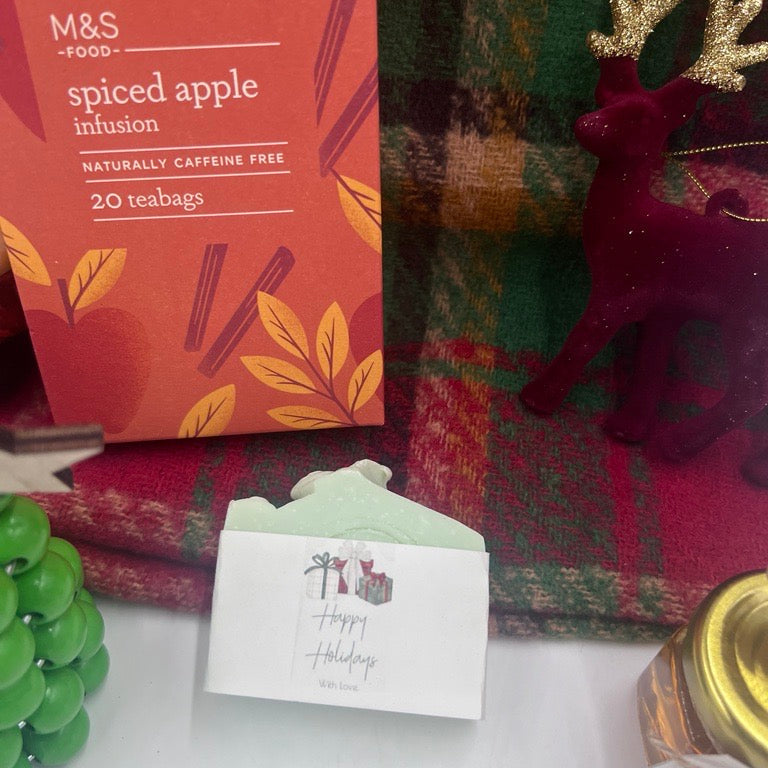 M&S
-FOOD-
spiced apple
infusion
NATURALLY CAFFEINE FREE
20 teabags
Happy
Holidays
With Love